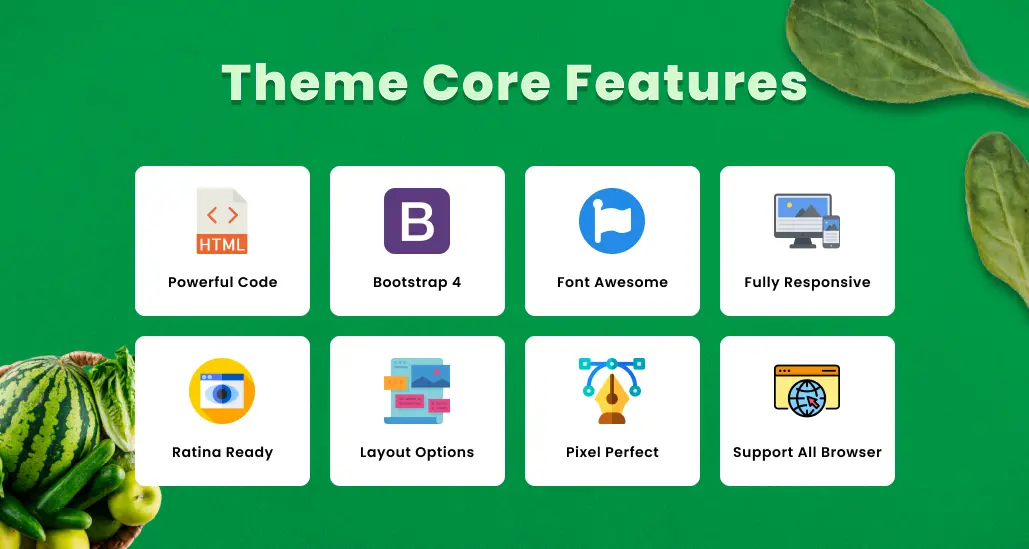 Theme Core Features
HTML
Powerful Code
B
Bootstrap 4
Font Awesome
Fully Responsive
Ratina Ready
Layout Options
Pixel Perfect
Support All Browser